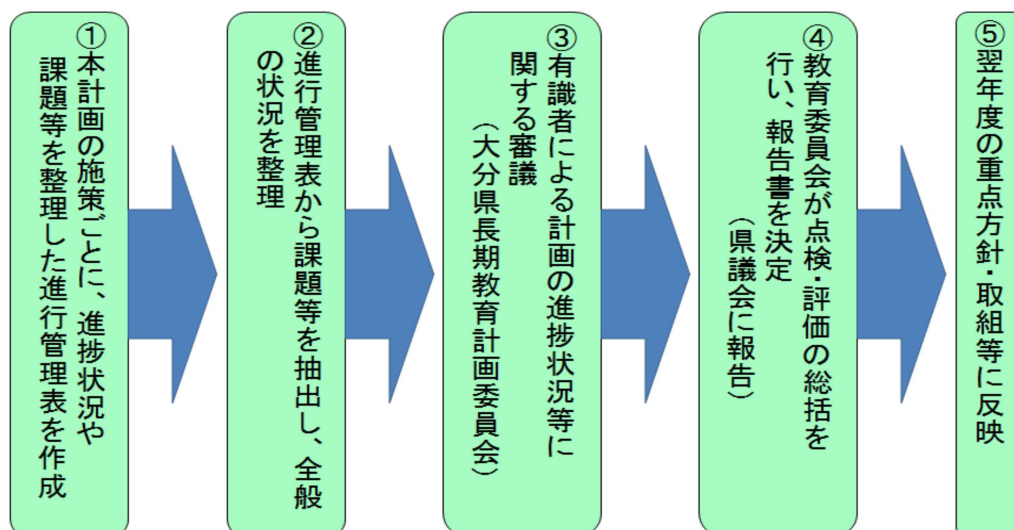 ①本計画の施策ごとに、進捗状況や
課題等を整理した進行管理表を作成
②進行管理表から課題等を抽出し、全般
の状況を整理
③有識者による計画の進捗状況等に
関する審議
（大分県長期教育計画委員会）
④教育委員会が点検・評価の総括を
行い、報告書を決定
（県議会に報告）
⑤翌年度の重点方針・取組等に反映